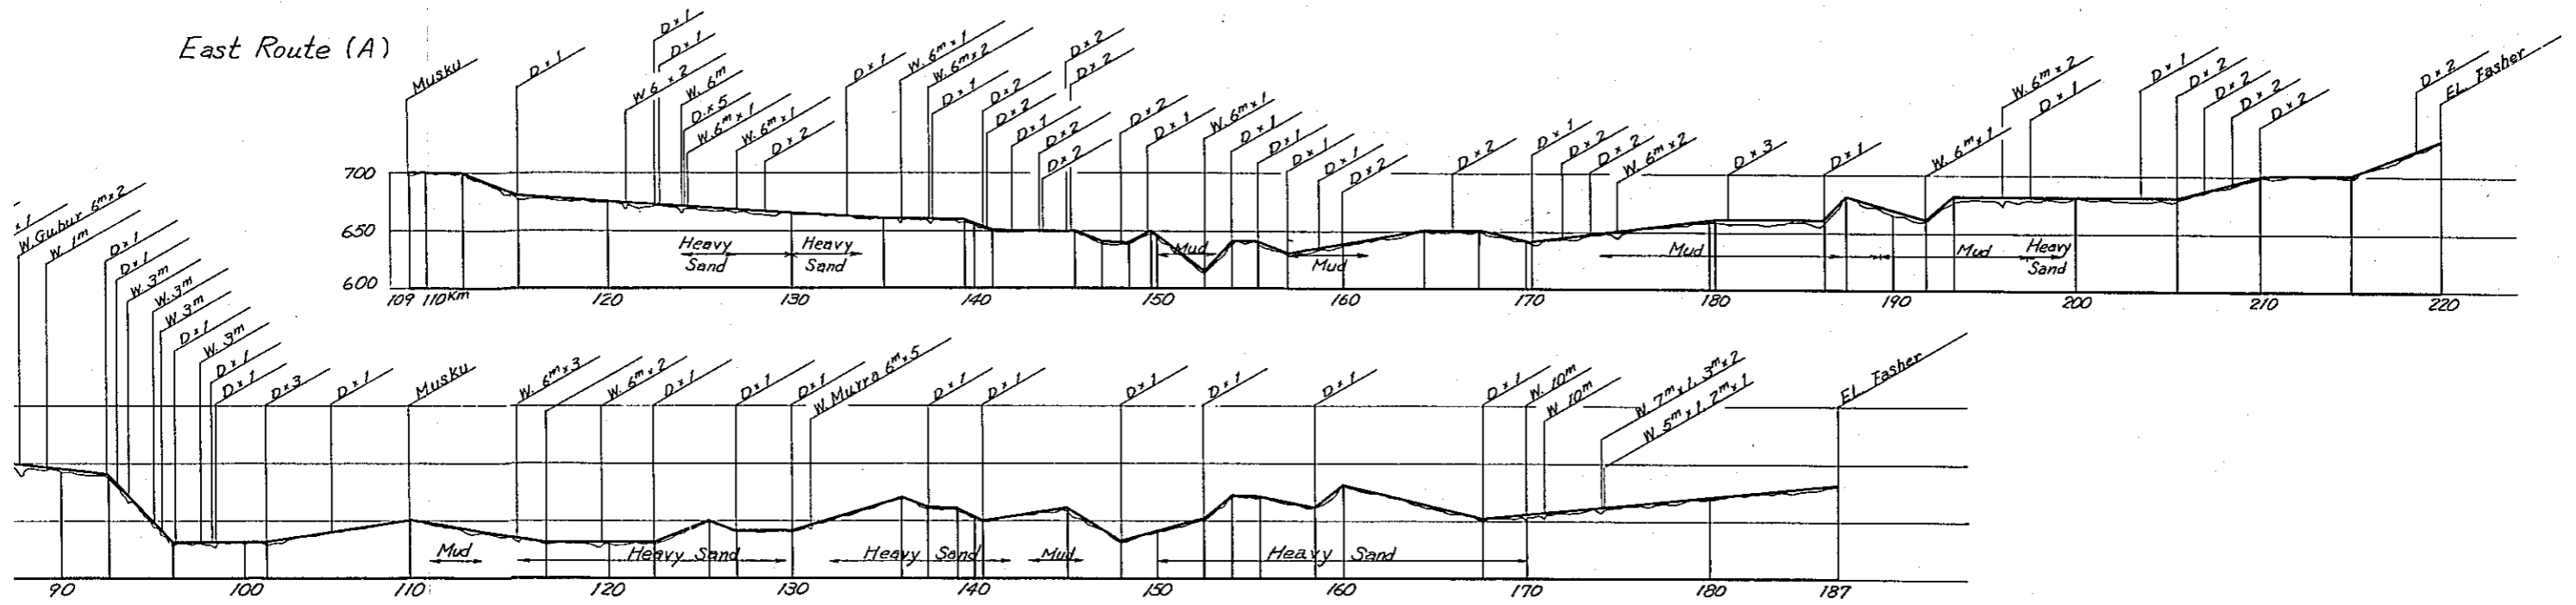 East Route (A)
Musku
D×1
W 6 × 2
D×1
D×1
W. 6m
D.×5
W.6m×1
W. 6m×1
D×2
D×1
W. 6m×1
W. 6m×2
D×1
D×2
D×2
D×1
D×2
D×2
D×2
D×2
D×2
D×1
W.6m×1
D×1
D×1
D×1
D×1
D×2
D×2
D×1
D×2
D×2
W. 6m×2
D×3
D×1
W. 6m×1
W. 6m×2
D×1
D×1
D×2
D×2
D×2
D×2
D×2
EL. Fasher
700
650
600
Heavy Sand
Heavy Sand
Mud
Mud
Mud
Mud
Heavy Sand
109 110Km 120 130 140 150 160 170 180 190 200 210 220
×1
W.Gubur 6m×2
W. 1m
D×1
D×1
W. 3m
W. 3m
W. 3m
D×1
W. 3m
D×1
D×1
D×3
D×1
Musku
W. 6m×3
W. 6m×2
D×1
D×1
D×1
W. Murra 6m×5
D×1
D×1
D×1
D×1
D×1
D×1
W. 10m
W. 10m
W. 7m×1, 3m×2
W. 5m×1, 2m×1
EL. Fasher
Mud
Heavy Sand
Heavy Sand
Mud
Heavy Sand
90 100 110 120 130 140 150 160 170 180 187